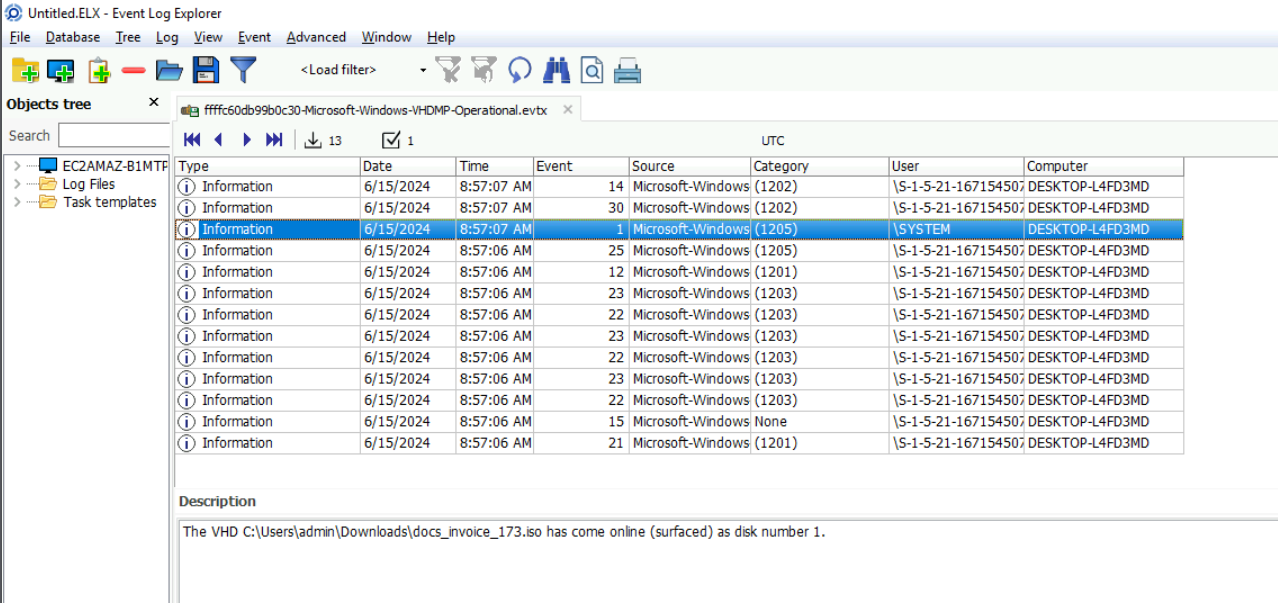 Untitled.ELX - Event Log Explorer
File Database Tree Log View Event Advanced Window Help
<Load filter>
Objects tree
ffffc60db99b0c30-Microsoft-Windows-VHDMP-Operational.evtx
Search
13 1 UTC
EC2AMAZ-B1MTP
Log Files
Task templates
Type Date Time Event Source Category User Computer
Information 6/15/2024 8:57:07 AM 14 Microsoft-Windows (1202) \S-1-5-21-167154507 DESKTOP-L4FD3MD
Information 6/15/2024 8:57:07 AM 30 Microsoft-Windows (1202) \S-1-5-21-167154507 DESKTOP-L4FD3MD
Information 6/15/2024 8:57:07 AM 1 Microsoft-Windows (1205) \SYSTEM DESKTOP-L4FD3MD
Information 6/15/2024 8:57:06 AM 25 Microsoft-Windows (1205) \S-1-5-21-167154507 DESKTOP-L4FD3MD
Information 6/15/2024 8:57:06 AM 12 Microsoft-Windows (1201) \S-1-5-21-167154507 DESKTOP-L4FD3MD
Information 6/15/2024 8:57:06 AM 23 Microsoft-Windows (1203) \S-1-5-21-167154507 DESKTOP-L4FD3MD
Information 6/15/2024 8:57:06 AM 22 Microsoft-Windows (1203) \S-1-5-21-167154507 DESKTOP-L4FD3MD
Information 6/15/2024 8:57:06 AM 23 Microsoft-Windows (1203) \S-1-5-21-167154507 DESKTOP-L4FD3MD
Information 6/15/2024 8:57:06 AM 22 Microsoft-Windows (1203) \S-1-5-21-167154507 DESKTOP-L4FD3MD
Information 6/15/2024 8:57:06 AM 23 Microsoft-Windows (1203) \S-1-5-21-167154507 DESKTOP-L4FD3MD
Information 6/15/2024 8:57:06 AM 22 Microsoft-Windows (1203) \S-1-5-21-167154507 DESKTOP-L4FD3MD
Information 6/15/2024 8:57:06 AM 15 Microsoft-Windows None \S-1-5-21-167154507 DESKTOP-L4FD3MD
Information 6/15/2024 8:57:06 AM 21 Microsoft-Windows (1201) \S-1-5-21-167154507 DESKTOP-L4FD3MD
Description
The VHD C:\Users\admin\Downloads\docs_invoice_173.iso has come online (surfaced) as disk number 1.